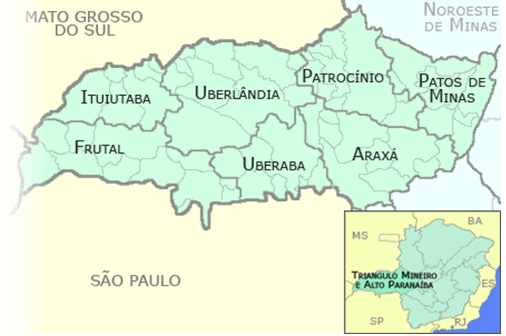 MATO GROSSO
DO SUL
NOROESTE
DE MINAS
ITUIUTABA
UBERLÂNDIA
PATROCÍNIO
PATOS DE
MINAS
FRUTAL
UBERABA
ARAXÁ
SÃO PAULO
BA
MS
TRIANGULO MINEIRO
E ALTO PARANAÍBA
ES
SP
RJ